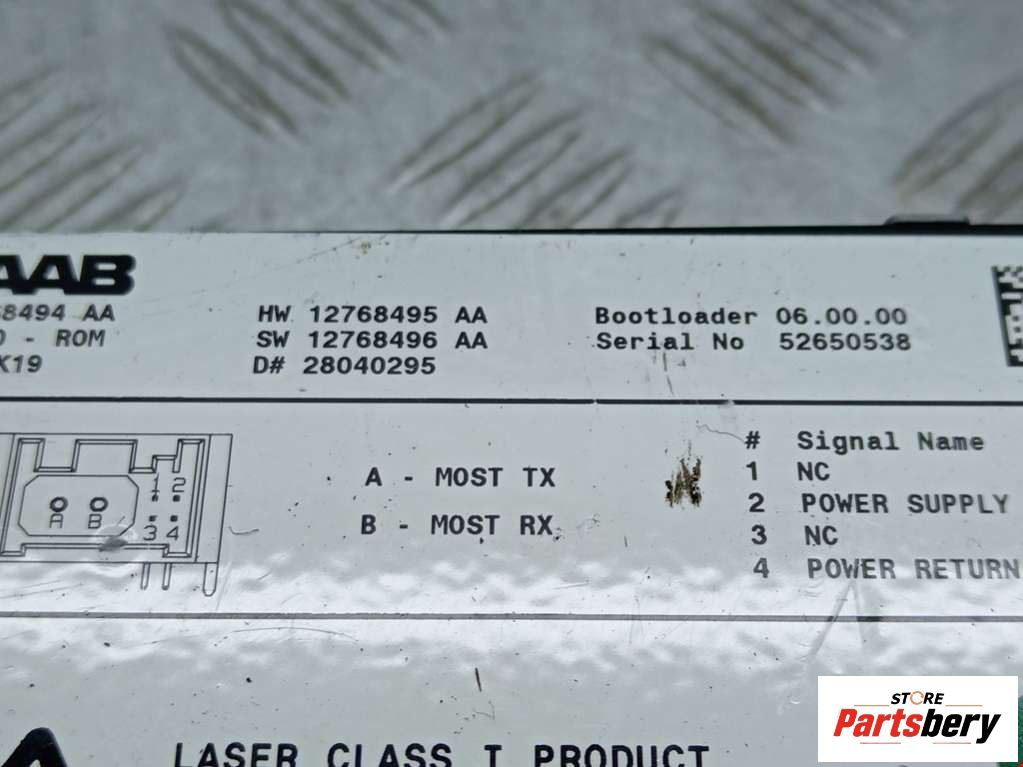 AAB
68494 AA
HW 12768495 AA
Bootloader 06.00.00
- ROM
SW 12768496 AA
Serial No 52650538
K19
D# 28040295
# Signal Name
1 NC
2 POWER SUPPLY
3 NC
4 POWER RETURN
A - MOST TX
B - MOST RX
1 2
A B
3 4
LASER CLASS I PRODUCT
STORE
Partsbery